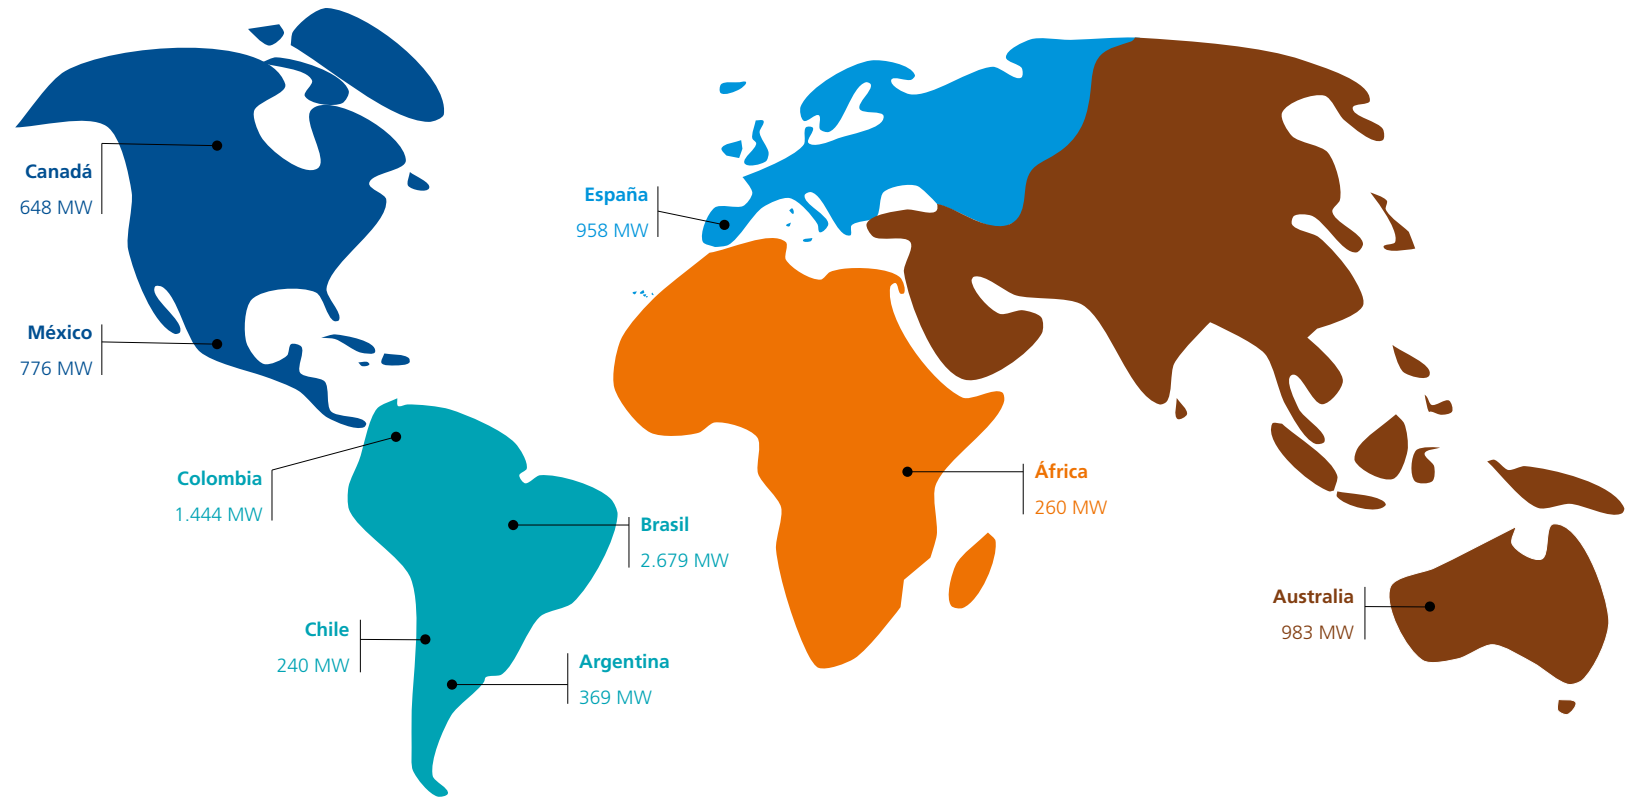 Canadá
648 MW
México
776 MW
Colombia
1.444 MW
Brasil
2.679 MW
Chile
240 MW
Argentina
369 MW
España
958 MW
África
260 MW
Australia
983 MW